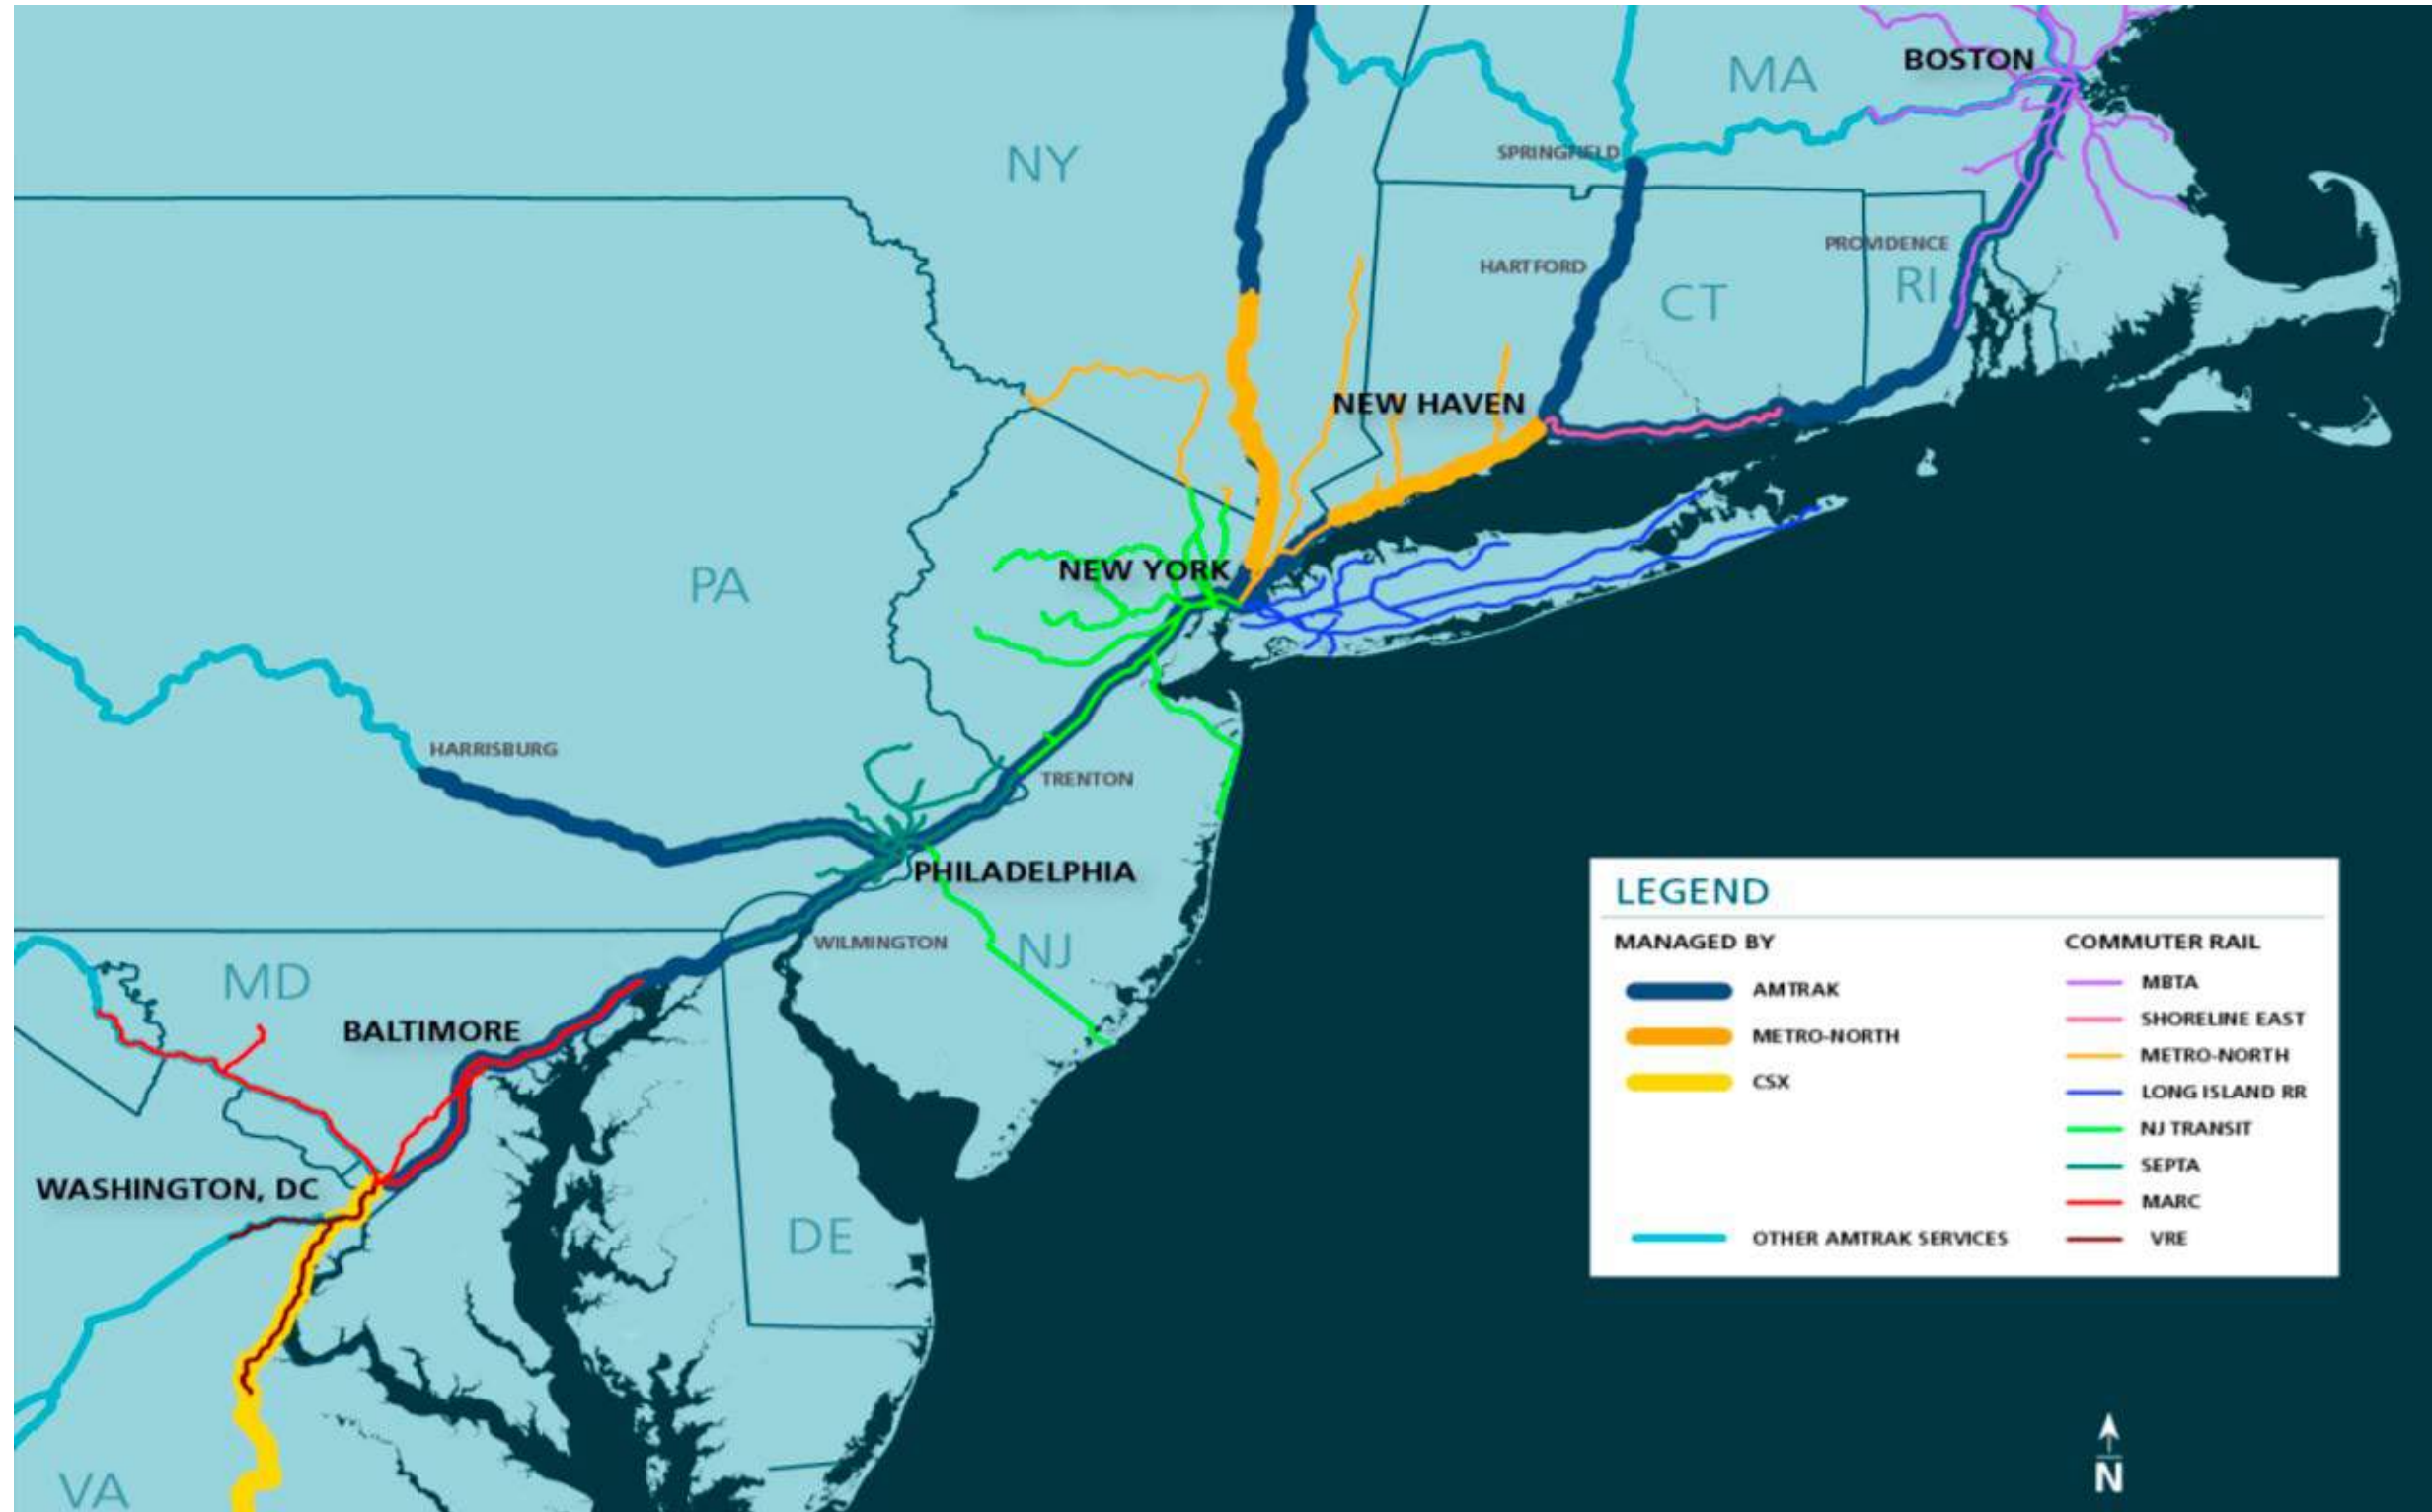 BOSTON
MA
NY
SPRINGFIELD
PROVIDENCE
HARTFORD
RI
CT
NEW HAVEN
NEW YORK
PA
HARRISBURG
TRENTON
PHILADELPHIA
WILMINGTON
NJ
MD
BALTIMORE
WASHINGTON, DC
DE
VA
LEGEND
MANAGED BY
AMTRAK
METRO-NORTH
CSX
OTHER AMTRAK SERVICES
COMMUTER RAIL
MBTA
SHORELINE EAST
METRO-NORTH
LONG ISLAND RR
NJ TRANSIT
SEPTA
MARC
VRE
N